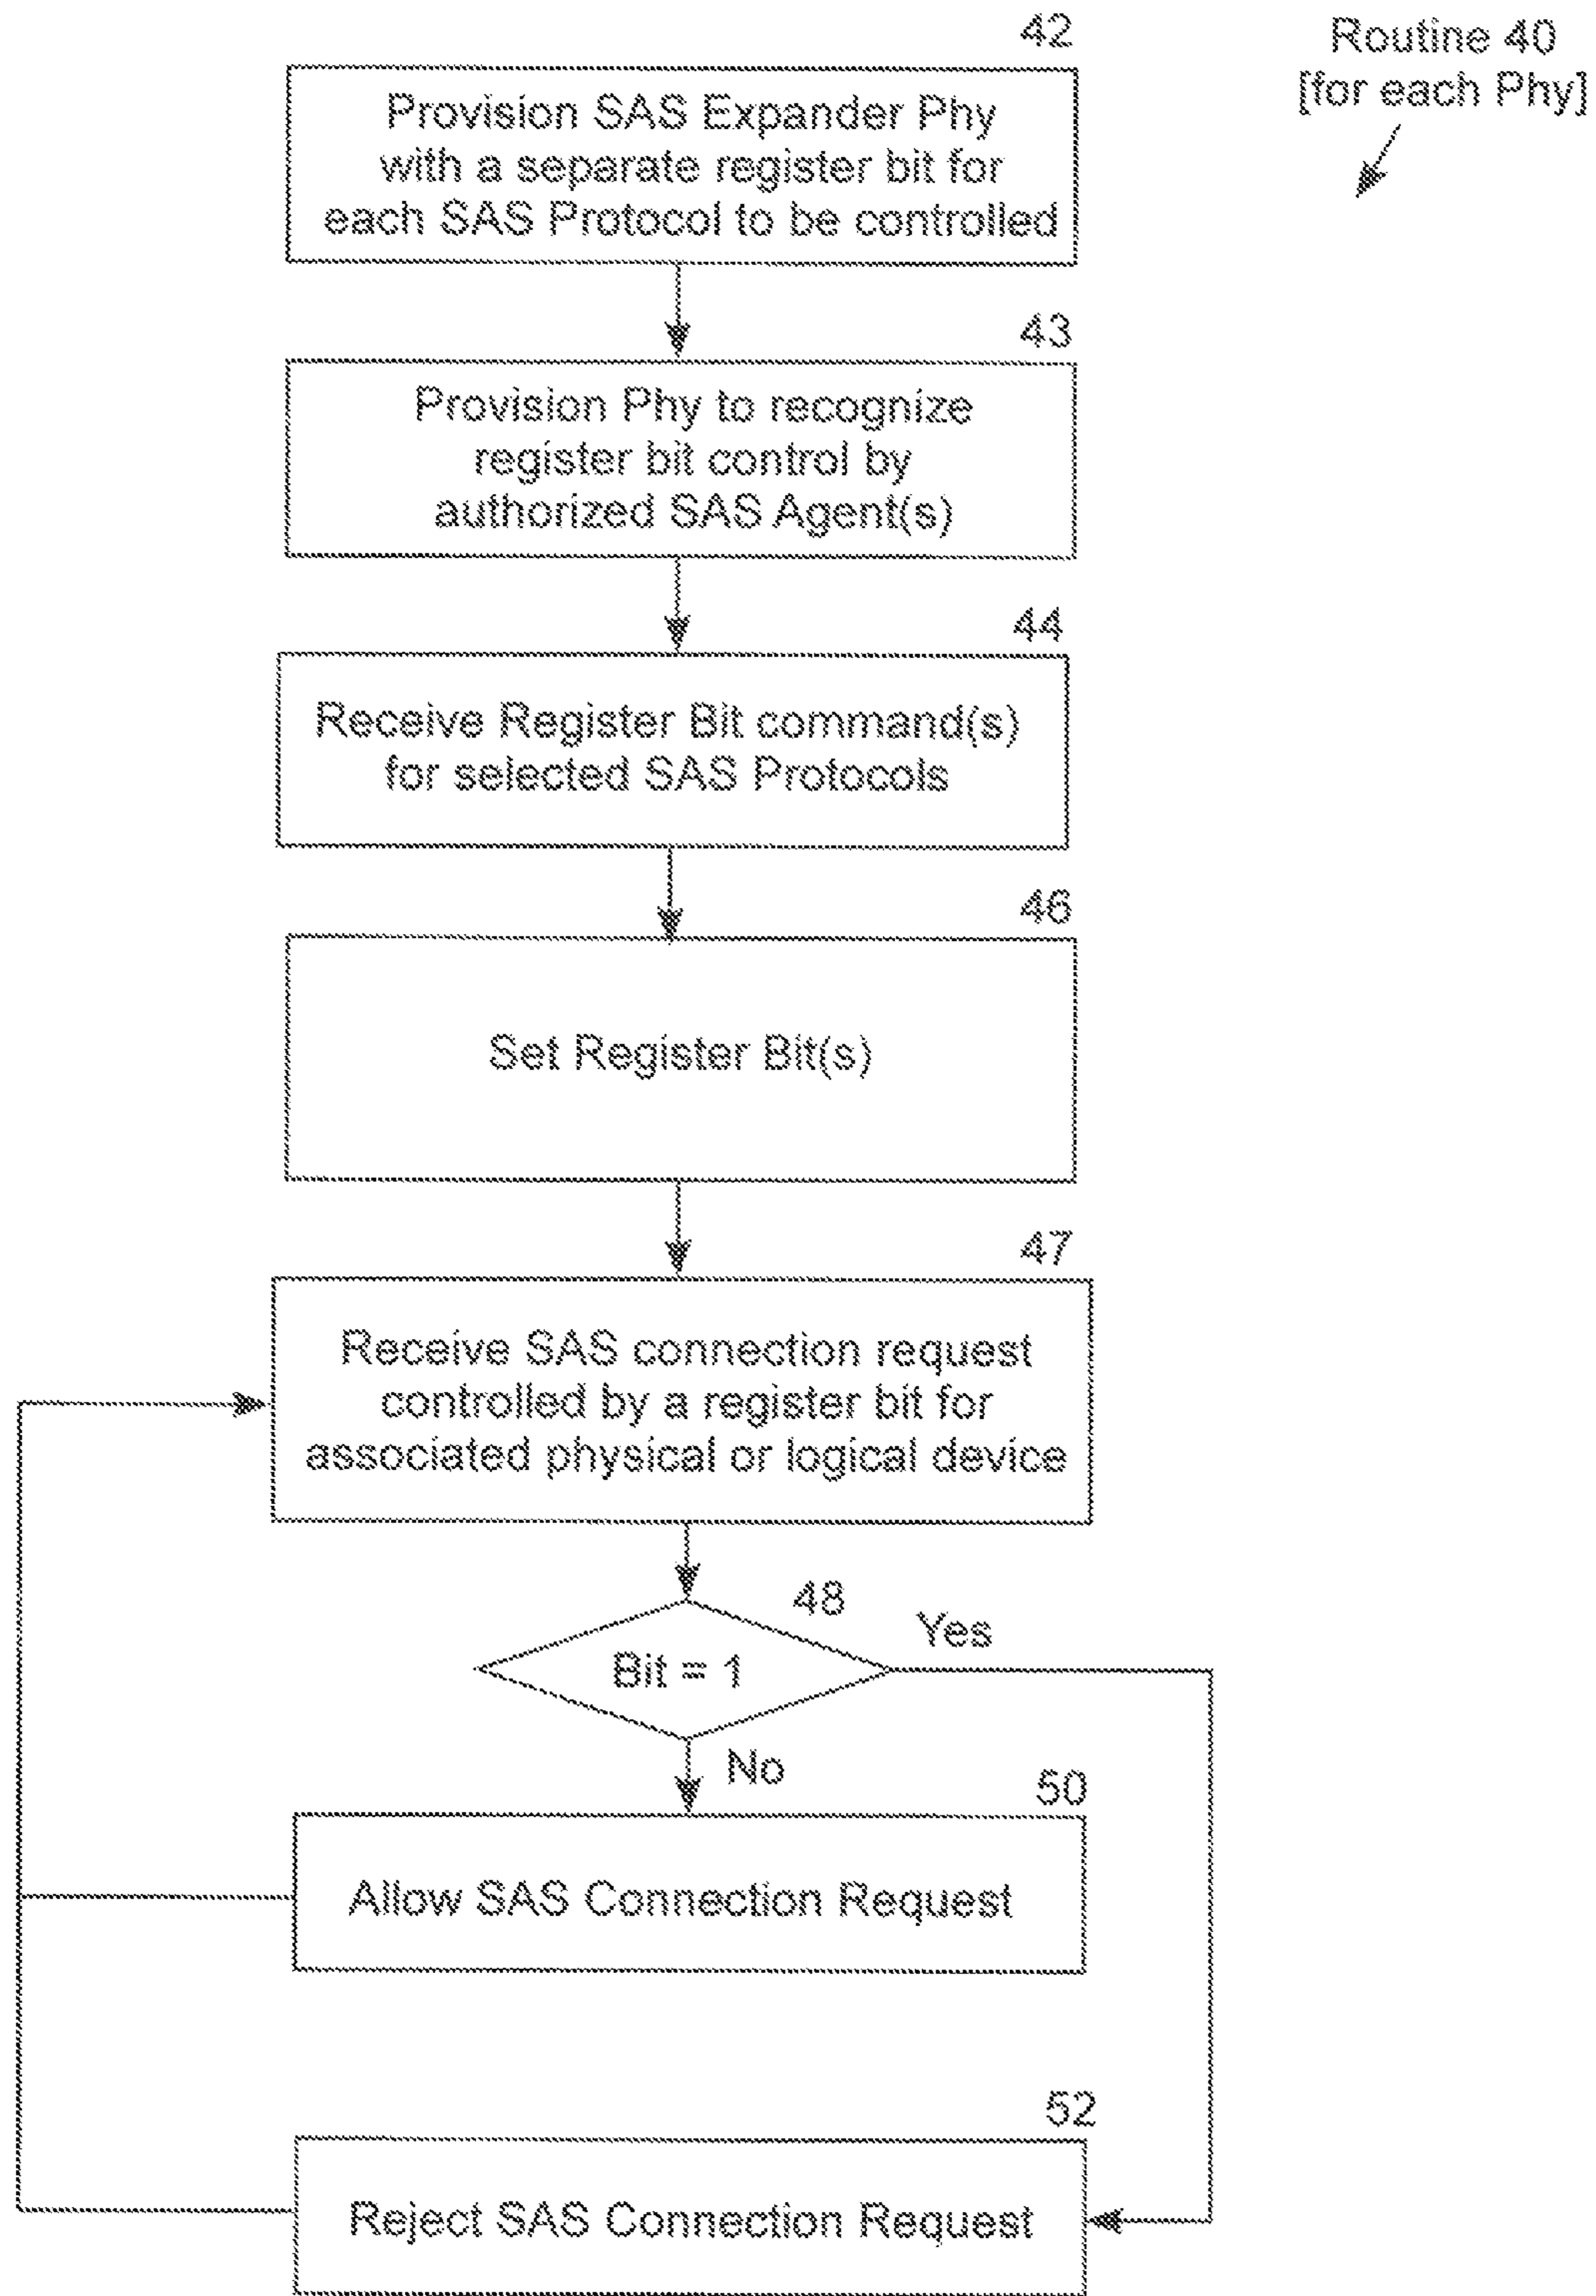 42
Routine 40
[for each Phy]
Provision SAS Expander Phy
with a separate register bit for
each SAS Protocol to be controlled
43
Provision Phy to recognize
register bit control by
authorized SAS Agent(s)
44
Receive Register Bit command(s)
for selected SAS Protocols
46
Set Register Bit(s)
47
Receive SAS connection request
controlled by a register bit for
associated physical or logical device
48
Yes
Bit = 1
No
50
Allow SAS Connection Request
52
Reject SAS Connection Request